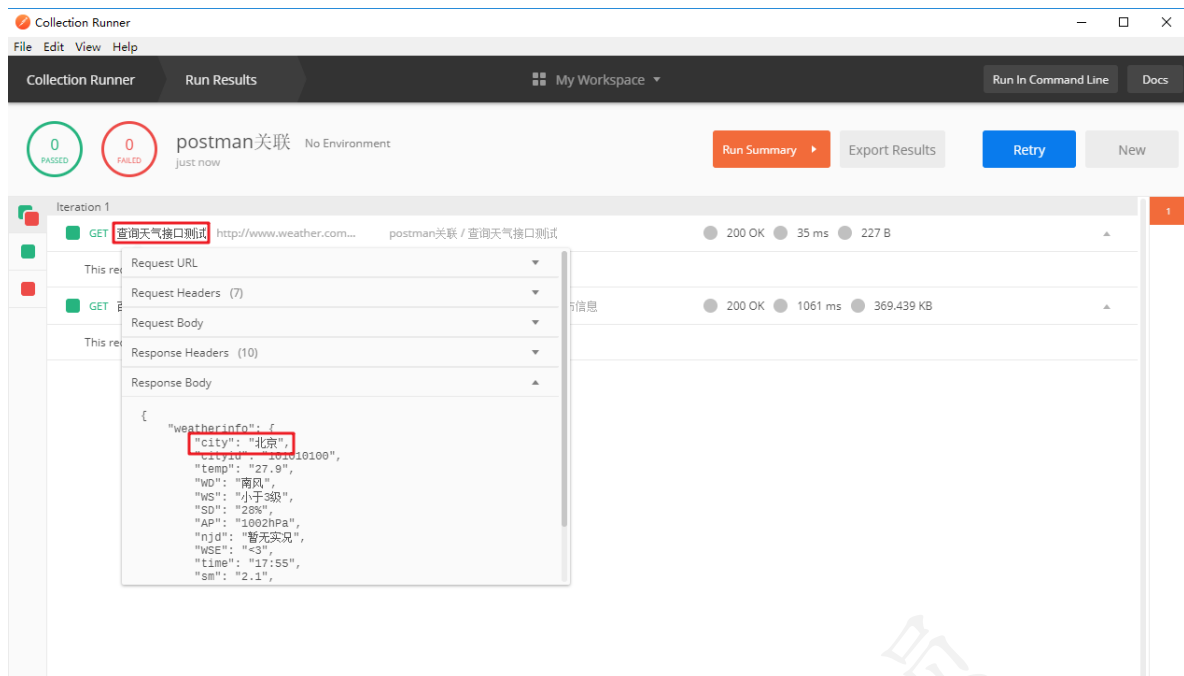 Collection Runner
File Edit View Help
Collection Runner Run Results My Workspace Run In Command Line Docs
0 PASSED 0 FAILED postman关联 No Environment Run Summary Export Results Retry New
just now
Iteration 1 1
GET 查询天气接口测试 http://www.weather.com... postman关联 / 查询天气接口测试 200 OK 35 ms 227 B
This
Request URL
Request Headers (7)
GET 信息 200 OK 1061 ms 369.439 KB
Request Body
This
Response Headers (10)
Response Body
{
"weatherinfo": {
"city": "北京",
"cityid": "101010100",
"temp": "27.9",
"WD": "南风",
"WS": "小于3级",
"SD": "28%",
"AP": "1002hPa",
"njd": "暂无实况",
"WSE": "<3",
"time": "17:55",
"sm": "2.1",